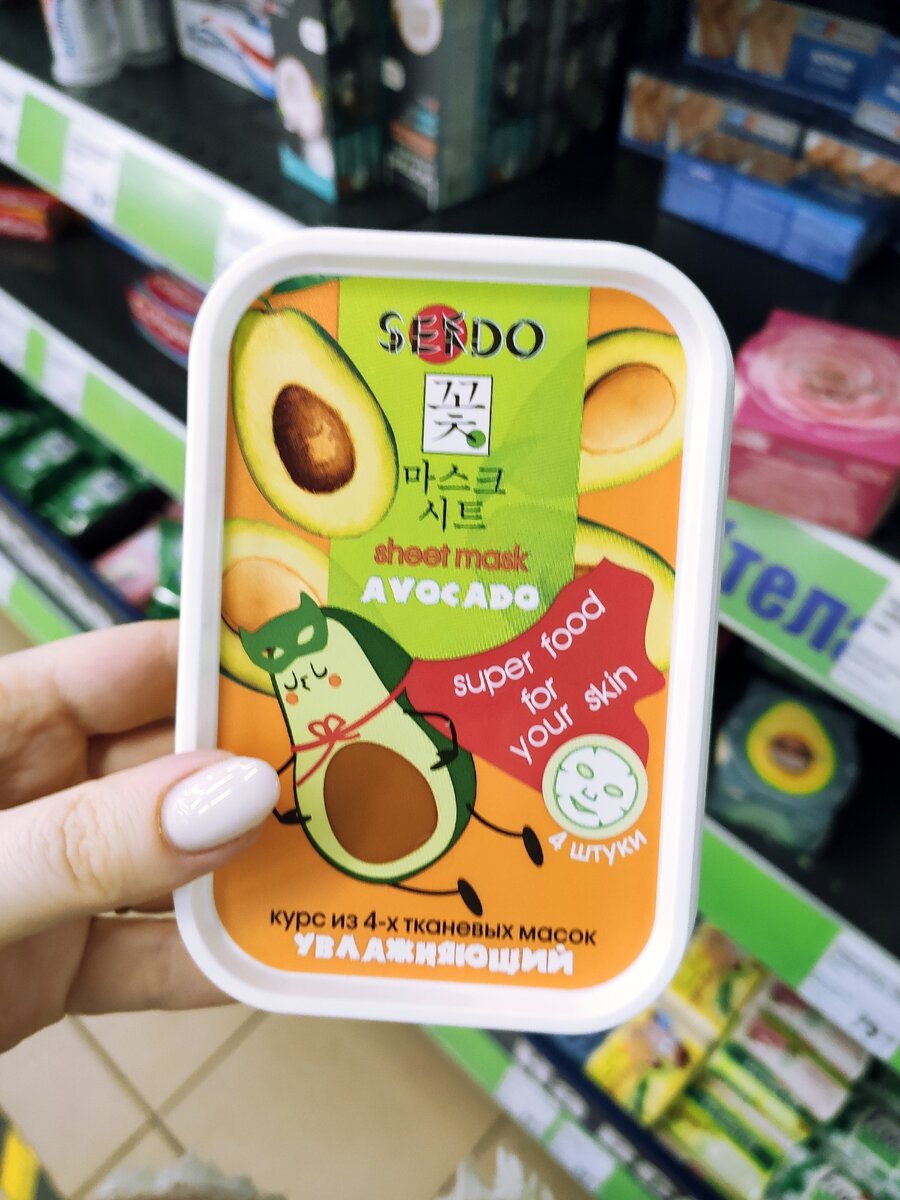 SENDO
꽃
마스크
시트
sheet mask
AVOCADO
super food
for
your skin
4 штуки
курс из 4-х тканевых масок
УВЛАЖНЯЮЩИЙ
тела